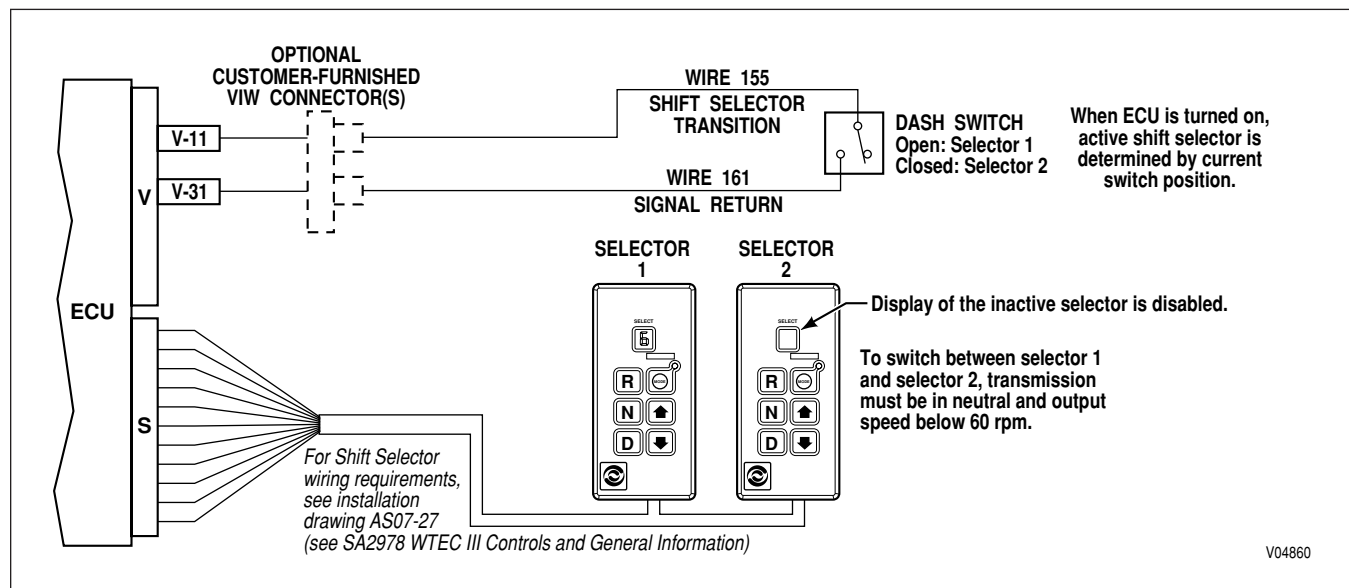 OPTIONAL
CUSTOMER-FURNISHED
VIW CONNECTOR(S)
WIRE 155
SHIFT SELECTOR
TRANSITION
DASH SWITCH
Open: Selector 1
Closed: Selector 2
When ECU is turned on,
active shift selector is
determined by current
switch position.
V-11
V
V-31
WIRE 161
SIGNAL RETURN
ECU
S
SELECTOR
1
SELECTOR
2
SELECT
6
R
MODE
N
D
SELECT
R
MODE
N
D
Display of the inactive selector is disabled.
To switch between selector 1
and selector 2, transmission
must be in neutral and output
speed below 60 rpm.
For Shift Selector
wiring requirements,
see installation
drawing AS07-27
(see SA2978 WTEC III Controls and General Information)
V04860